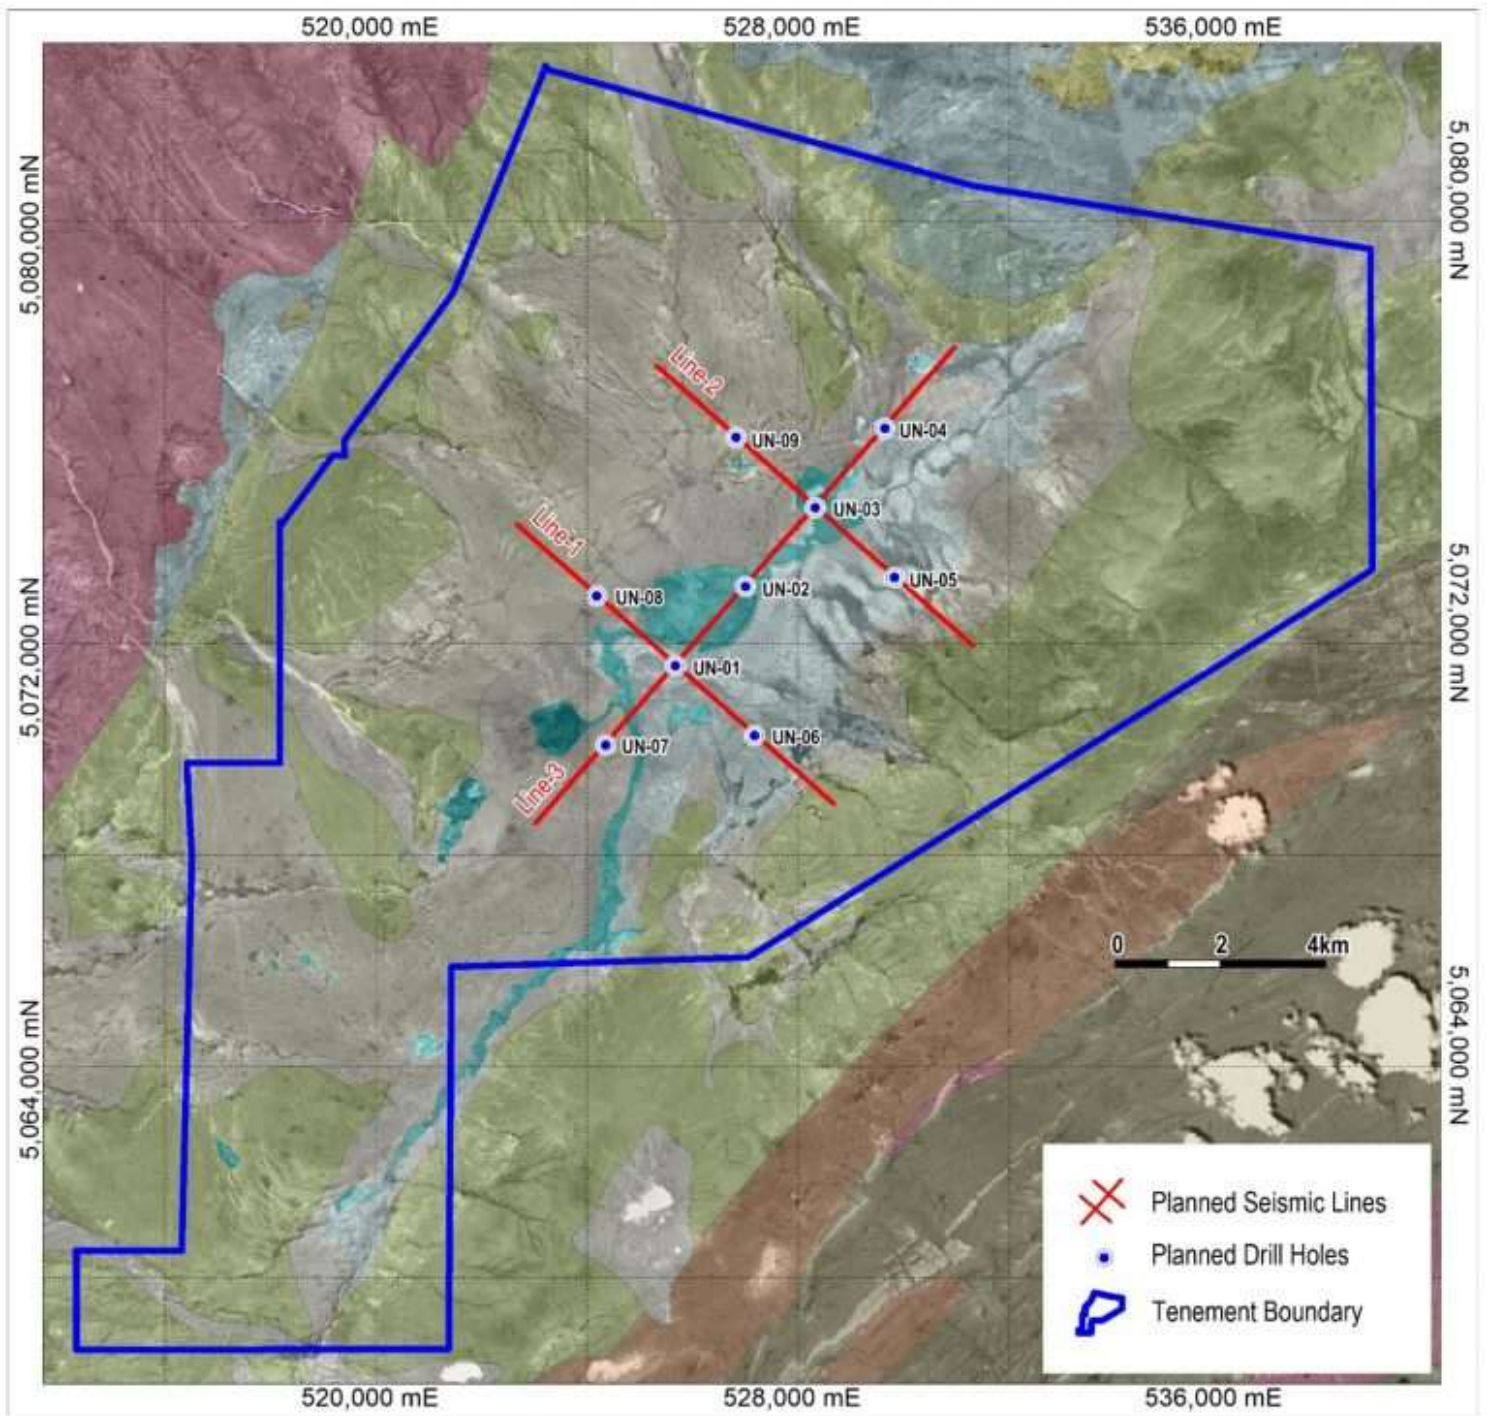 520,000 mE
528,000 mE
536,000 mE
5,080,000 mN
5,080,000 mN
Line-2
UN-09
UN-04
UN-03
Line-1
UN-05
UN-02
UN-08
5,072,000 mN
5,072,000 mN
UN-01
UN-06
UN-07
Line-3
0 2 4km
5,064,000 mN
5,064,000 mN
Planned Seismic Lines
Planned Drill Holes
Tenement Boundary
520,000 mE
528,000 mE
536,000 mE